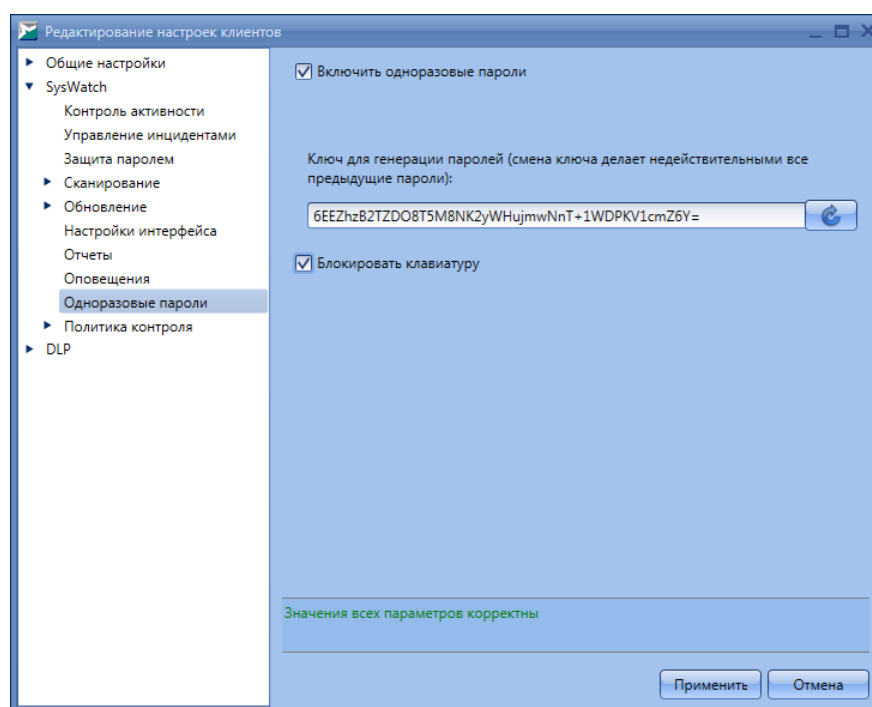 Редактирование настроек клиентов
Общие настройки
SysWatch
Контроль активности
Управление инцидентами
Защита паролем
Сканирование
Обновление
Настройки интерфейса
Отчеты
Оповещения
Одноразовые пароли
Политика контроля
DLP
Включить одноразовые пароли
Ключ для генерации паролей (смена ключа делает недействительными все
предыдущие пароли):
6EEZhzB2TZDO8T5M8NK2yWHujmwNnT+1WDPKV1cmZ6Y=
Блокировать клавиатуру
Значения всех параметров корректны
Применить
Отмена